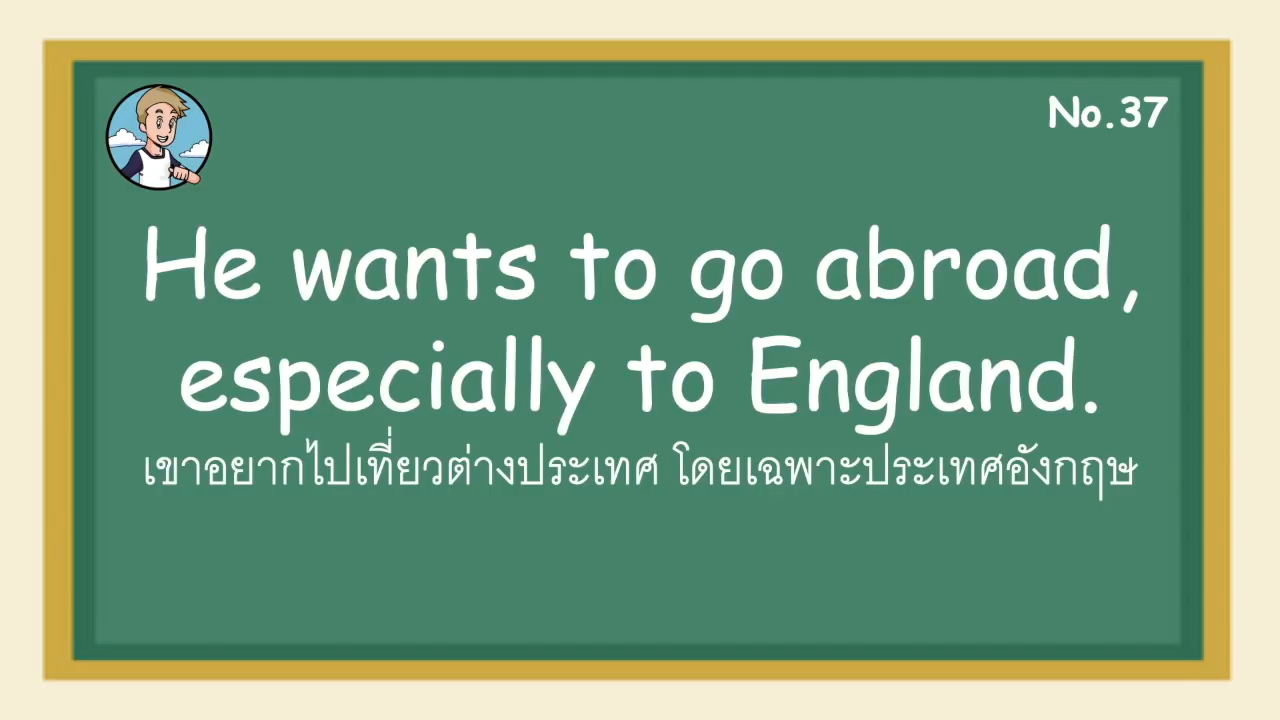 No.37
He wants to go abroad,
especially to England.
เขาอยากไปเที่ยวต่างประเทศ โดยเฉพาะประเทศอังกฤษ